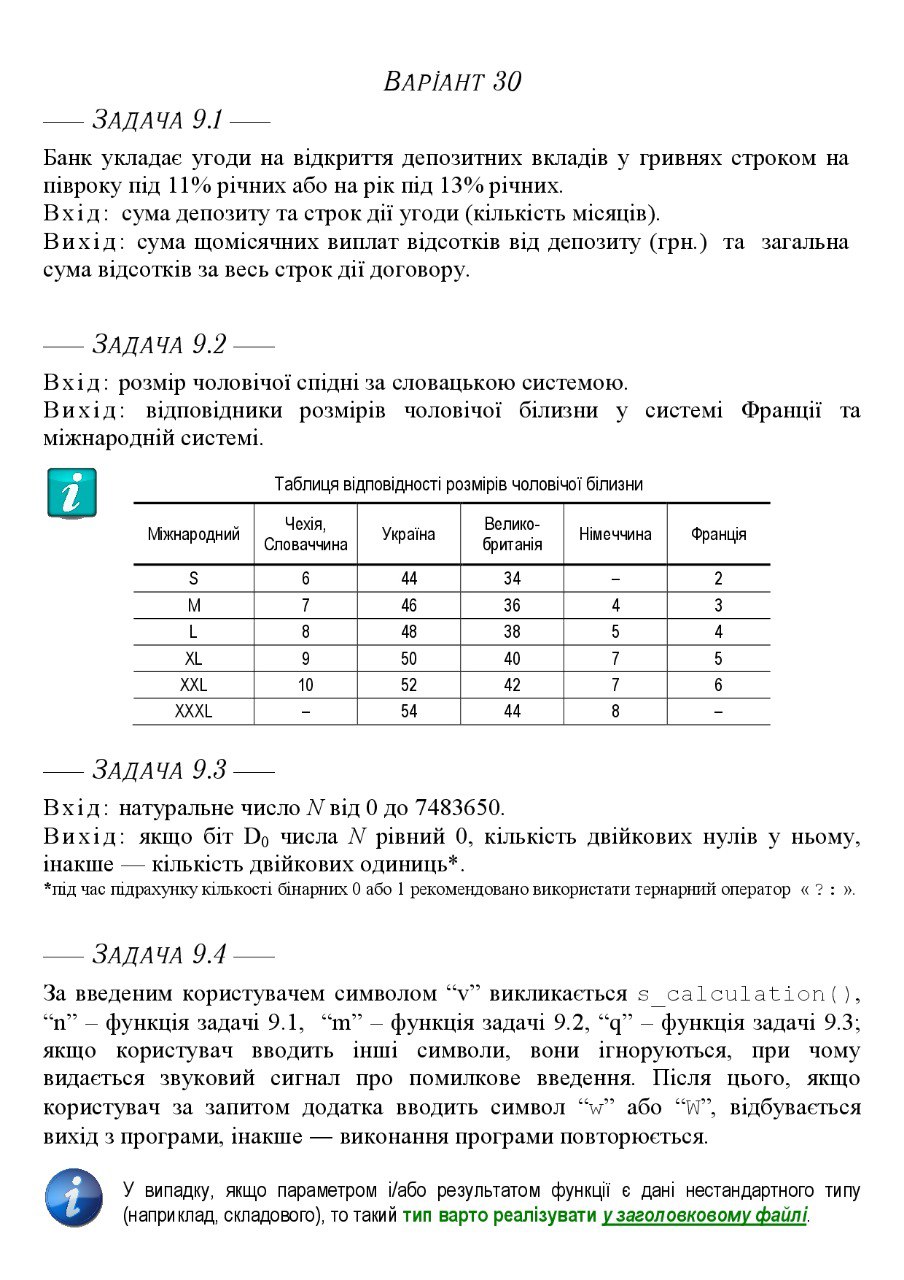 ВАРІАНТ 30
—— ЗАДАЧА 9.1 ——
Банк укладає угоди на відкриття депозитних вкладів у гривнях строком на
півроку під 11% річних або на рік під 13% річних.
Вхід: сума депозиту та строк дії угоди (кількість місяців).
Вихід: сума щомісячних виплат відсотків від депозиту (грн.) та загальна
сума відсотків за весь строк дії договору.
—— ЗАДАЧА 9.2 ——
Вхід: розмір чоловічої спідні за словацькою системою.
Вихід: відповідники розмірів чоловічої білизни у системі Франції та
міжнародній системі.
Таблиця відповідності розмірів чоловічої білизни
Міжнародний Чехія, Словаччина Україна Велико-британія Німеччина Франція
S 6 44 34 – 2
M 7 46 36 4 3
L 8 48 38 5 4
XL 9 50 40 7 5
XXL 10 52 42 7 6
XXXL – 54 44 8 –
—— ЗАДАЧА 9.3 ——
Вхід: натуральне число N від 0 до 7483650.
Вихід: якщо біт D₀ числа N рівний 0, кількість двійкових нулів у ньому,
інакше — кількість двійкових одиниць*.
*під час підрахунку кількості бінарних 0 або 1 рекомендовано використати тернарний оператор « ? : ».
—— ЗАДАЧА 9.4 ——
За введеним користувачем символом “v” викликається s_calculation(),
“n” – функція задачі 9.1, “m” – функція задачі 9.2, “q” – функція задачі 9.3;
якщо користувач вводить інші символи, вони ігноруються, при чому
видається звуковий сигнал про помилкове введення. Після цього, якщо
користувач за запитом додатка вводить символ “w” або “W”, відбувається
вихід з програми, інакше — виконання програми повторюється.
У випадку, якщо параметром і/або результатом функції є дані нестандартного типу
(наприклад, складового), то такий тип варто реалізувати у заголовковому файлі.